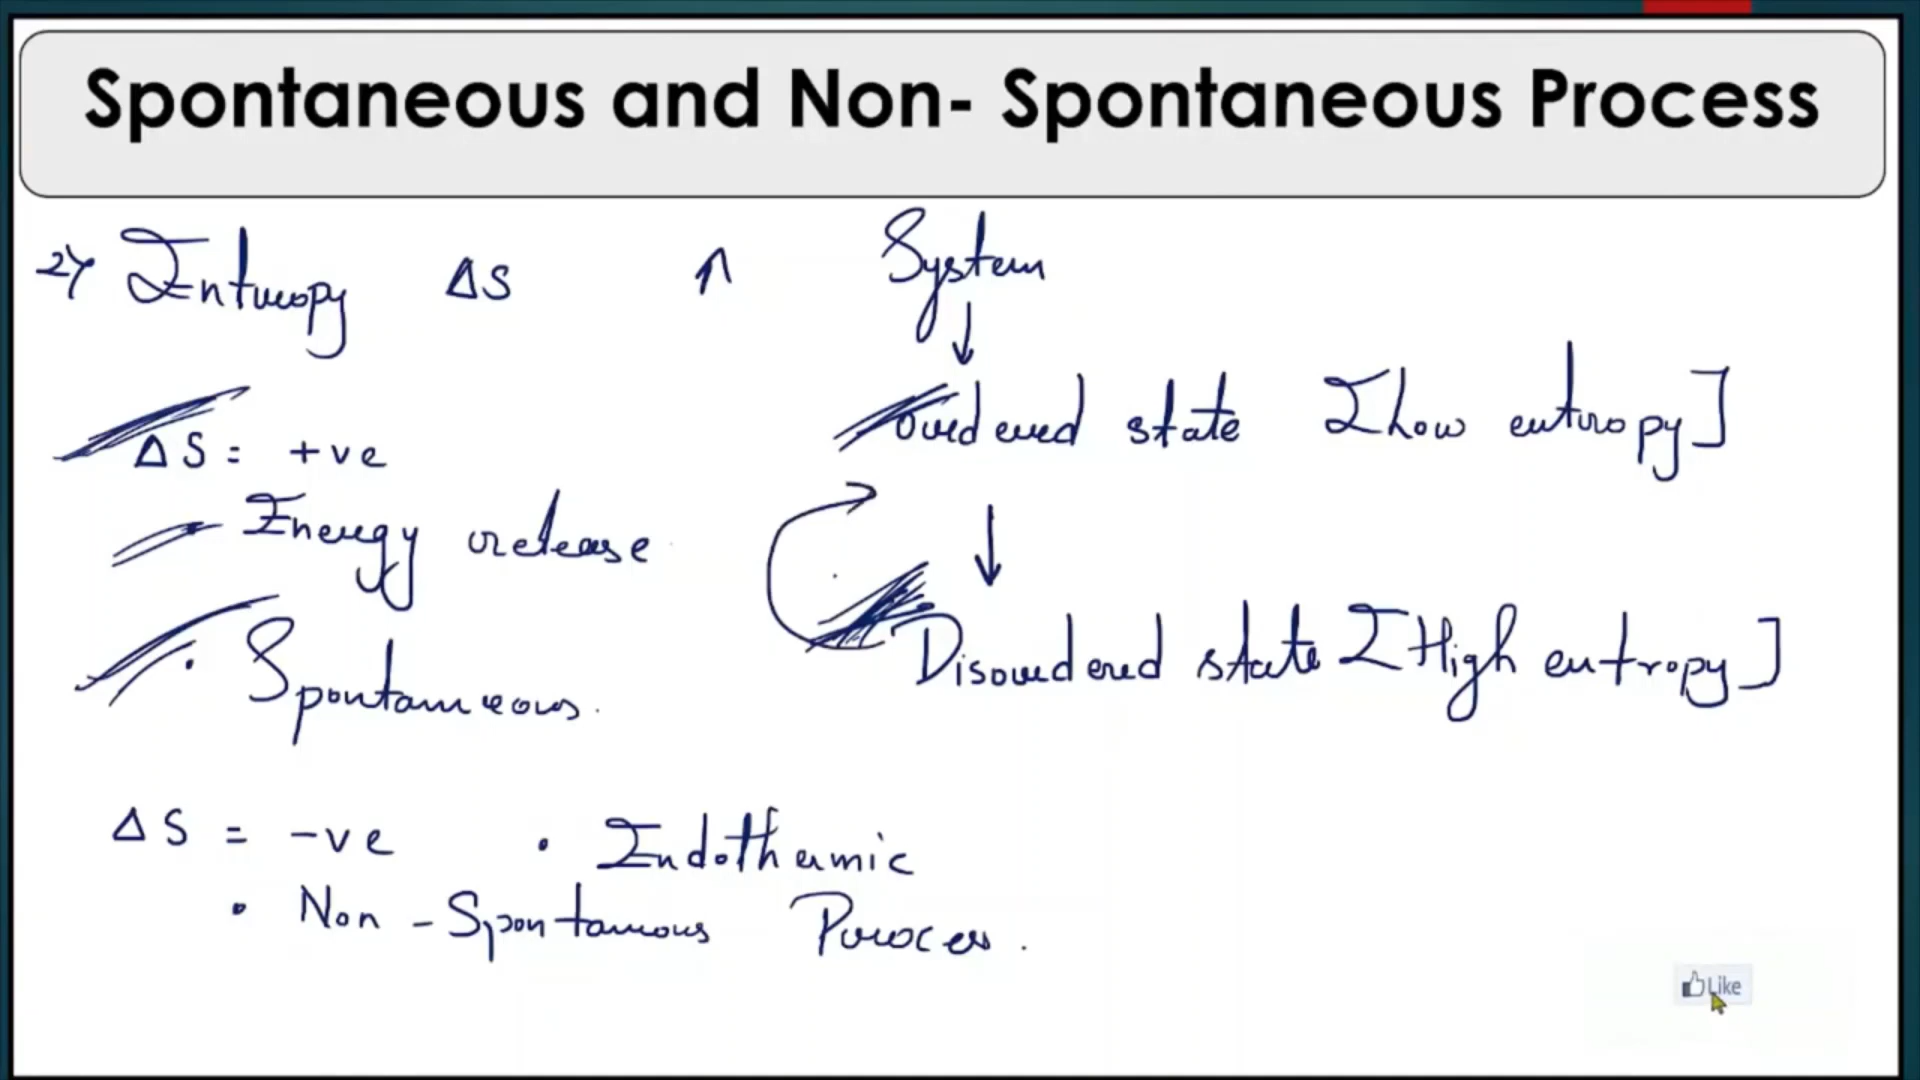 Spontaneous and Non- Spontaneous Process
2) Entropy ΔS ↑
System
↓
ordered state [Low entropy]
↓
Disordered state [High entropy]
ΔS = +ve
Energy release
· Spontaneous.
ΔS = -ve · Endothermic
· Non - Spontaneous Process.
Like